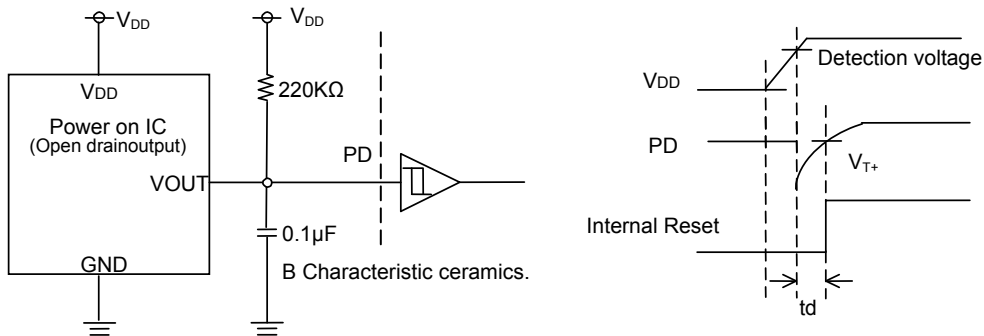 VDD
VDD
VDD
Power on IC
(Open drainoutput)
VOUT
GND
220KΩ
PD
0.1µF
B Characteristic ceramics.
VDD
Detection voltage
PD
VT+
Internal Reset
td